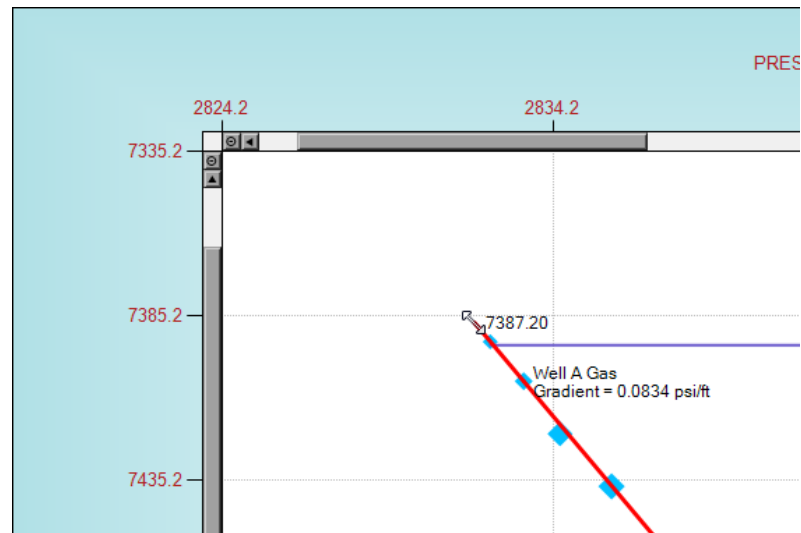 PRES
2824.2
2834.2
7335.2
7385.2
7387.20
Well A Gas
Gradient = 0.0834 psi/ft
7435.2